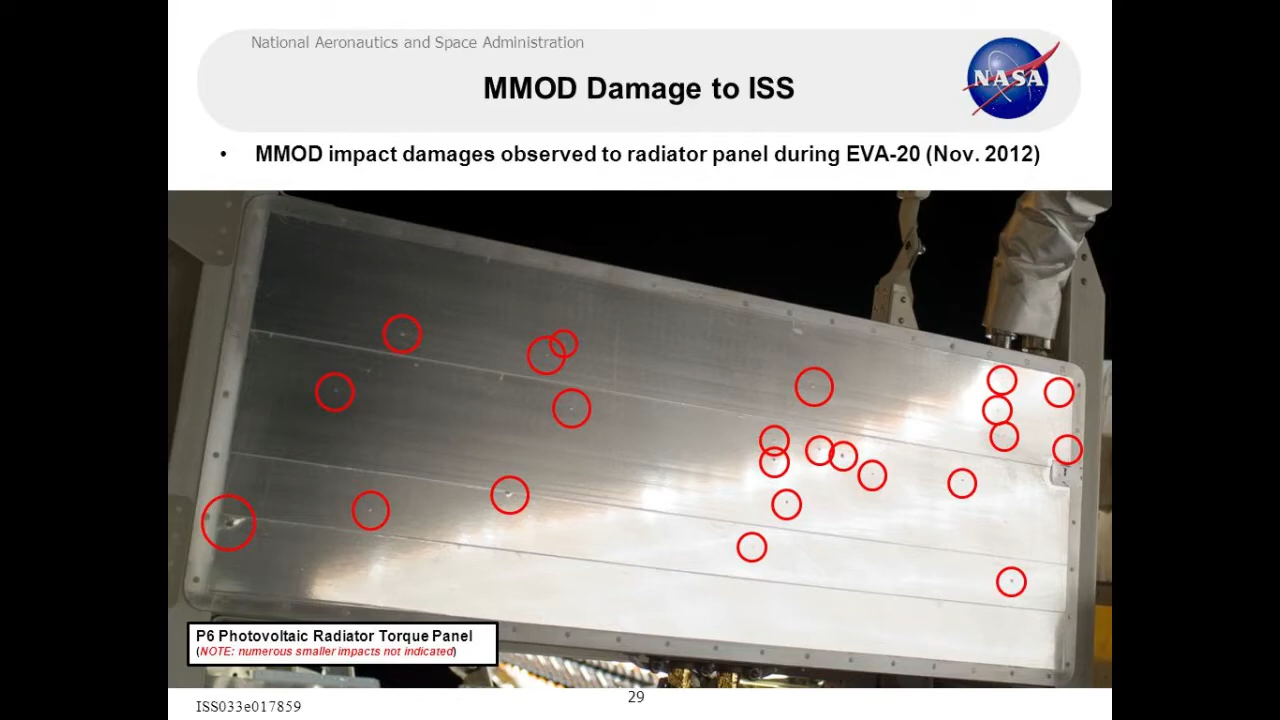 National Aeronautics and Space Administration
NASA
MMOD Damage to ISS
• MMOD impact damages observed to radiator panel during EVA-20 (Nov. 2012)
P6 Photovoltaic Radiator Torque Panel
(NOTE: numerous smaller impacts not indicated)
29
ISS033e017859